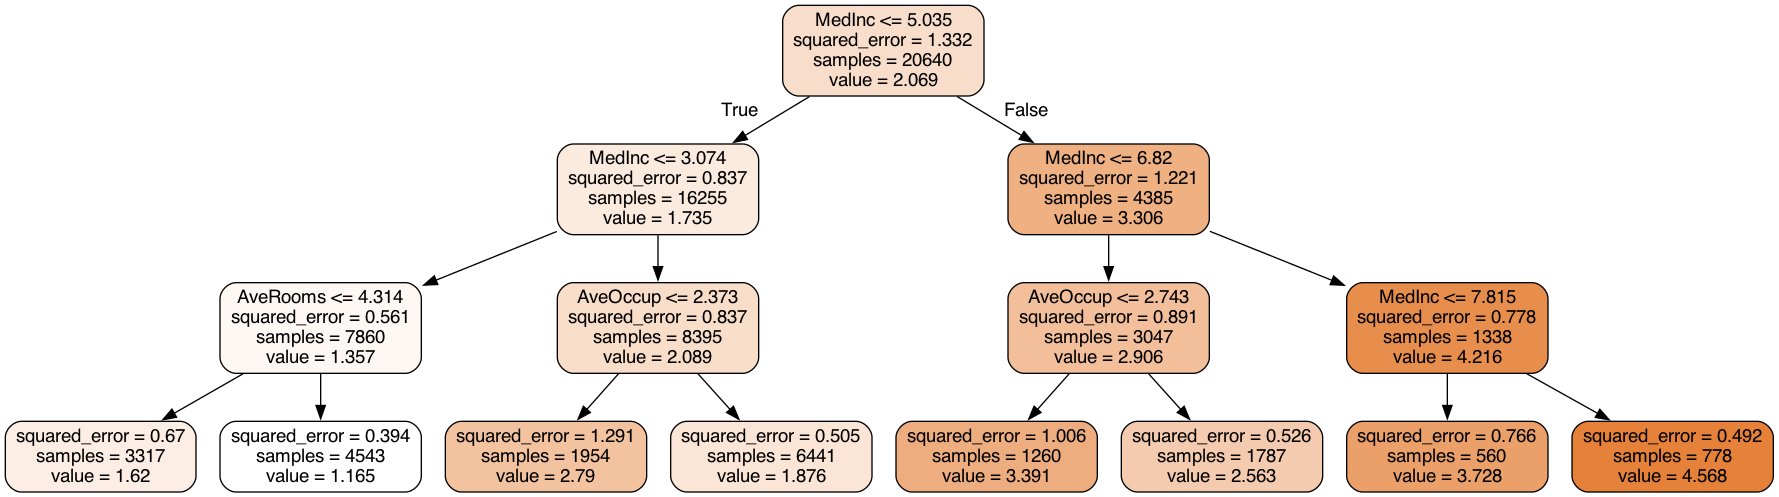 MedInc <= 5.035
squared_error = 1.332
samples = 20640
value = 2.069
True
False
MedInc <= 3.074
squared_error = 0.837
samples = 16255
value = 1.735
MedInc <= 6.82
squared_error = 1.221
samples = 4385
value = 3.306
AveRooms <= 4.314
squared_error = 0.561
samples = 7860
value = 1.357
AveOccup <= 2.373
squared_error = 0.837
samples = 8395
value = 2.089
AveOccup <= 2.743
squared_error = 0.891
samples = 3047
value = 2.906
MedInc <= 7.815
squared_error = 0.778
samples = 1338
value = 4.216
squared_error = 0.67
samples = 3317
value = 1.62
squared_error = 0.394
samples = 4543
value = 1.165
squared_error = 1.291
samples = 1954
value = 2.79
squared_error = 0.505
samples = 6441
value = 1.876
squared_error = 1.006
samples = 1260
value = 3.391
squared_error = 0.526
samples = 1787
value = 2.563
squared_error = 0.766
samples = 560
value = 3.728
squared_error = 0.492
samples = 778
value = 4.568